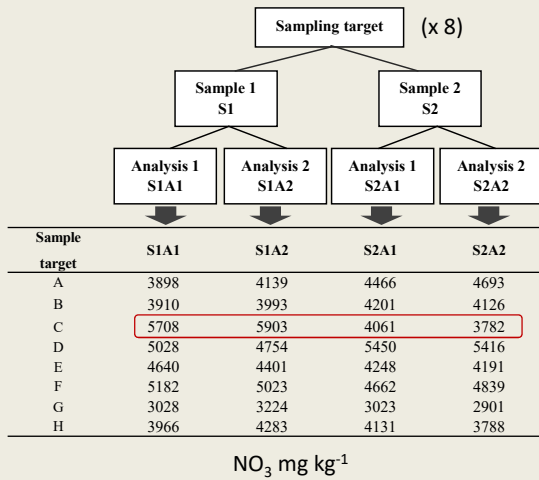 Sampling target (x 8)
Sample 1 Sample 2
S1 S2
Analysis 1 Analysis 2 Analysis 1 Analysis 2
S1A1 S1A2 S2A1 S2A2
Sample target S1A1 S1A2 S2A1 S2A2
A 3898 4139 4466 4693
B 3910 3993 4201 4126
C 5708 5903 4061 3782
D 5028 4754 5450 5416
E 4640 4401 4248 4191
F 5182 5023 4662 4839
G 3028 3224 3023 2901
H 3966 4283 4131 3788
NO₃ mg kg⁻¹